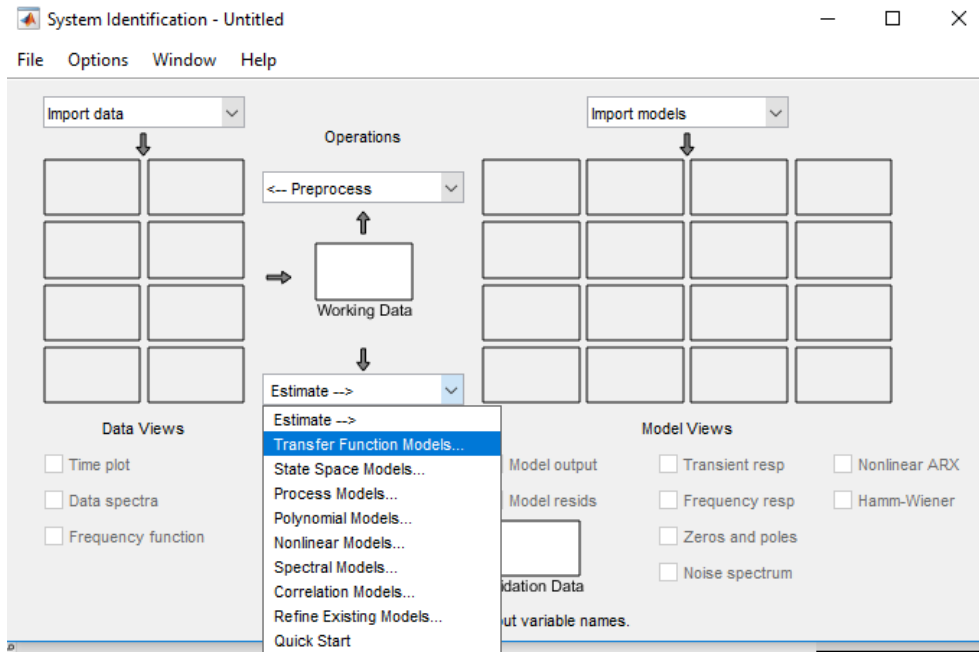 System Identification - Untitled
File Options Window Help
Import data
Import models
Operations
<-- Preprocess
Working Data
Estimate -->
Estimate -->
Transfer Function Models...
State Space Models...
Process Models...
Polynomial Models...
Nonlinear Models...
Spectral Models...
Correlation Models...
Refine Existing Models...
Quick Start
Data Views
Time plot
Data spectra
Frequency function
Model Views
Model output
Transient resp
Nonlinear ARX
Model resids
Frequency resp
Hamm-Wiener
Zeros and poles
Noise spectrum
idation Data
ut variable names.